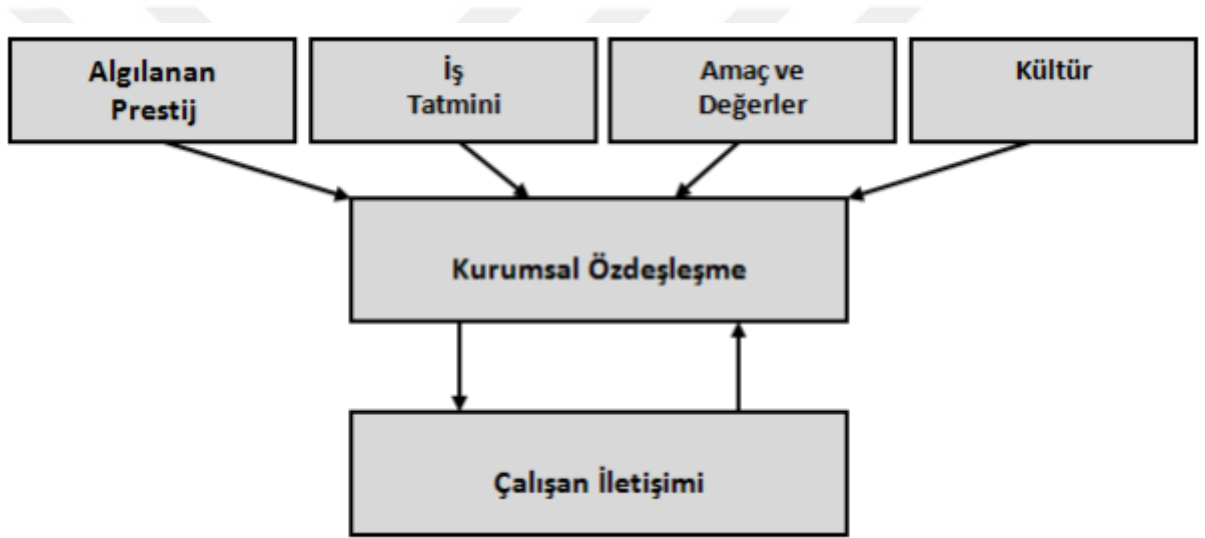 Algılanan
Prestij
İş
Tatmini
Amaç ve
Değerler
Kültür
Kurumsal Özdeşleşme
Çalışan İletişimi